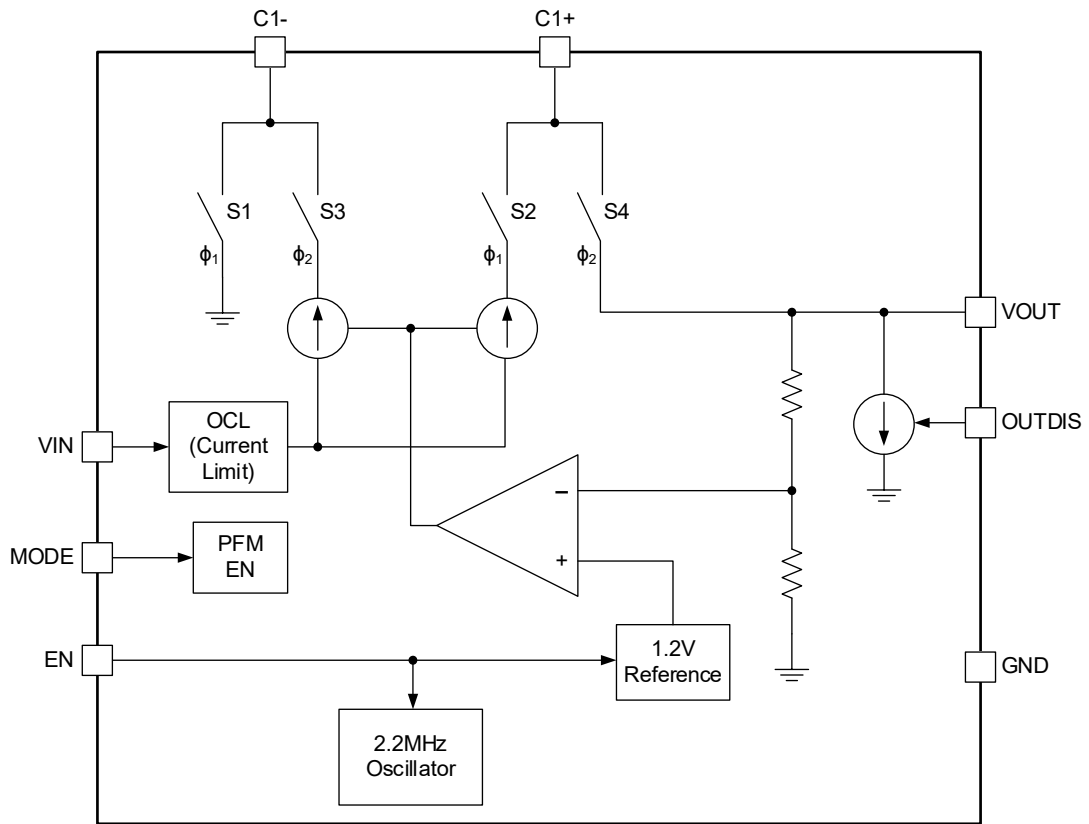 C1-
C1+
S1
S3
S2
S4
ϕ₁
ϕ₂
ϕ₁
ϕ₂
VOUT
OCL
(Current
Limit)
VIN
OUTDIS
−
+
MODE
PFM
EN
EN
1.2V
Reference
GND
2.2MHz
Oscillator